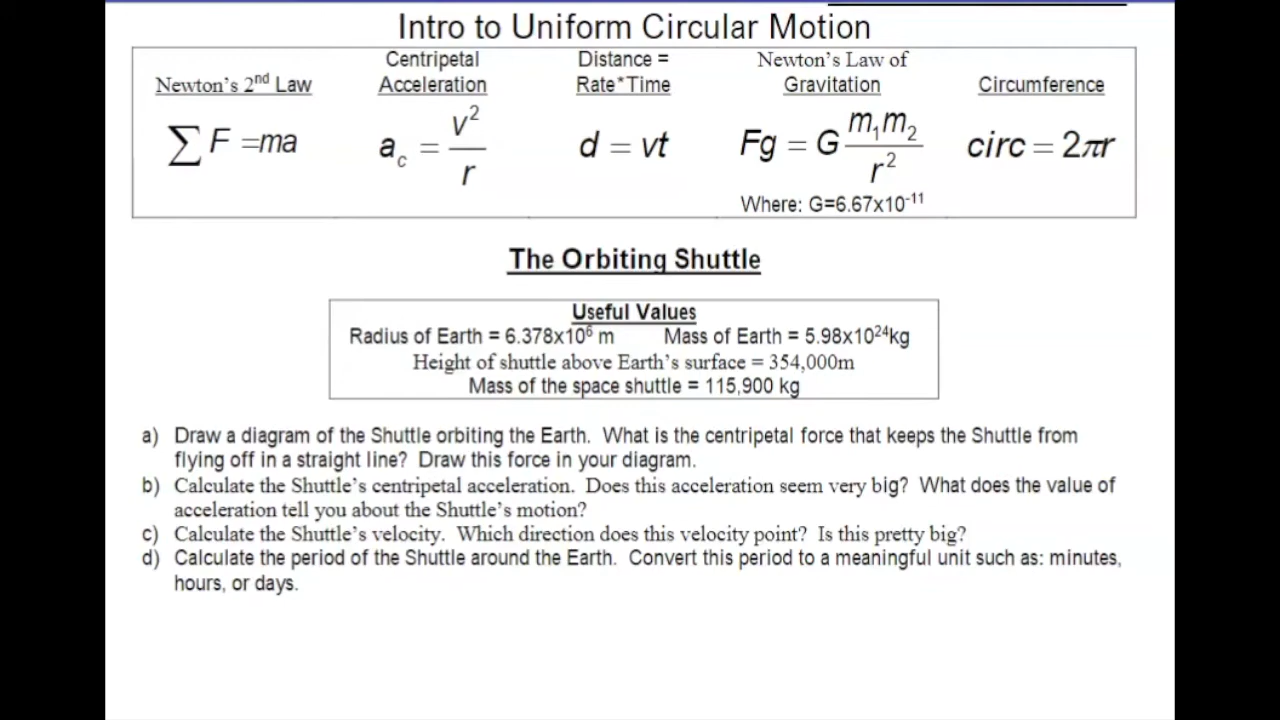 Intro to Uniform Circular Motion
Newton's 2nd Law
∑F =ma
Centripetal
Acceleration
a_c = v²/r
Distance =
Rate*Time
d = vt
Newton's Law of
Gravitation
Fg = G m₁m₂/r²
Where: G=6.67x10⁻¹¹
Circumference
circ = 2πr
The Orbiting Shuttle
Useful Values
Radius of Earth = 6.378x10⁶ m Mass of Earth = 5.98x10²⁴kg
Height of shuttle above Earth's surface = 354,000m
Mass of the space shuttle = 115,900 kg
a) Draw a diagram of the Shuttle orbiting the Earth. What is the centripetal force that keeps the Shuttle from
flying off in a straight line? Draw this force in your diagram.
b) Calculate the Shuttle's centripetal acceleration. Does this acceleration seem very big? What does the value of
acceleration tell you about the Shuttle's motion?
c) Calculate the Shuttle's velocity. Which direction does this velocity point? Is this pretty big?
d) Calculate the period of the Shuttle around the Earth. Convert this period to a meaningful unit such as: minutes,
hours, or days.